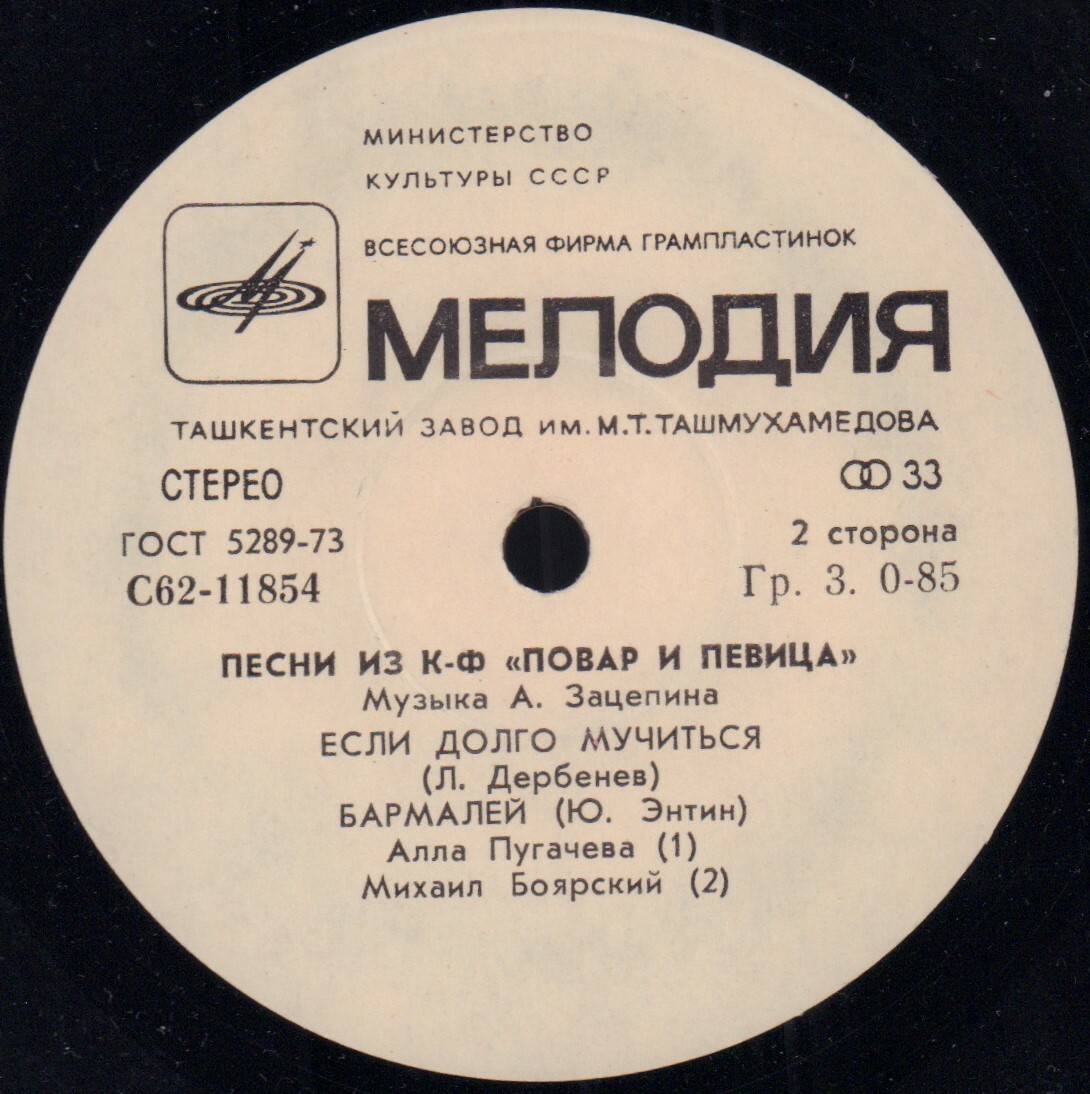 МИНИСТЕРСТВО
КУЛЬТУРЫ СССР
ВСЕСОЮЗНАЯ ФИРМА ГРАМПЛАСТИНОК
МЕЛОДИЯ
ТАШКЕНТСКИЙ ЗАВОД им. М.Т.ТАШМУХАМЕДОВА
СТЕРЕО 33
ГОСТ 5289-73 2 сторона
С62-11854 Гр. 3. 0-85
ПЕСНИ ИЗ К-Ф «ПОВАР И ПЕВИЦА»
Музыка А. Зацепина
ЕСЛИ ДОЛГО МУЧИТЬСЯ
(Л. Дербенев)
БАРМАЛЕЙ (Ю. Энтин)
Алла Пугачева (1)
Михаил Боярский (2)